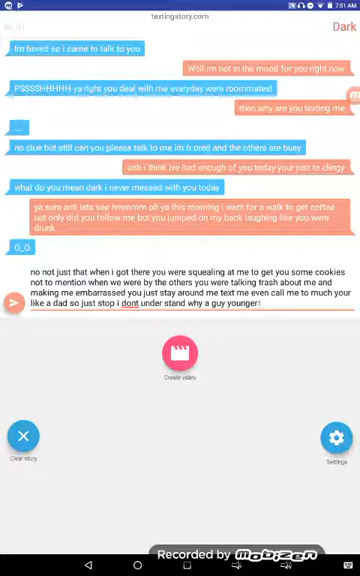 7:51 AM
textingstory.com
Dark
Im bored so i came to talk to you
Well im not in the mood for you right now
PSSSSHHHHH ya right you deal with me everyday were roommates!
then why are you texting me
...
no clue but still can you please talk to me im bored and the others are busy
anti i think ive had enough of you today your just to clingy
what do you mean dark i never messed with you today
ya sure anti lets see hmmmm oh ya this morning i went for a walk to get coffee
not only did you follow me but you jumped on my back laughing like you were
drunk
O_O
no not just that when i got there you were squealing at me to get you some cookies
not to mention when we were by the others you were talking trash about me and
making me embarrassed you just stay around me text me even call me to much your
like a dad so just stop i dont under stand why a guy younger
Create video
Clear story
Settings
Recorded by
MOBIZEN